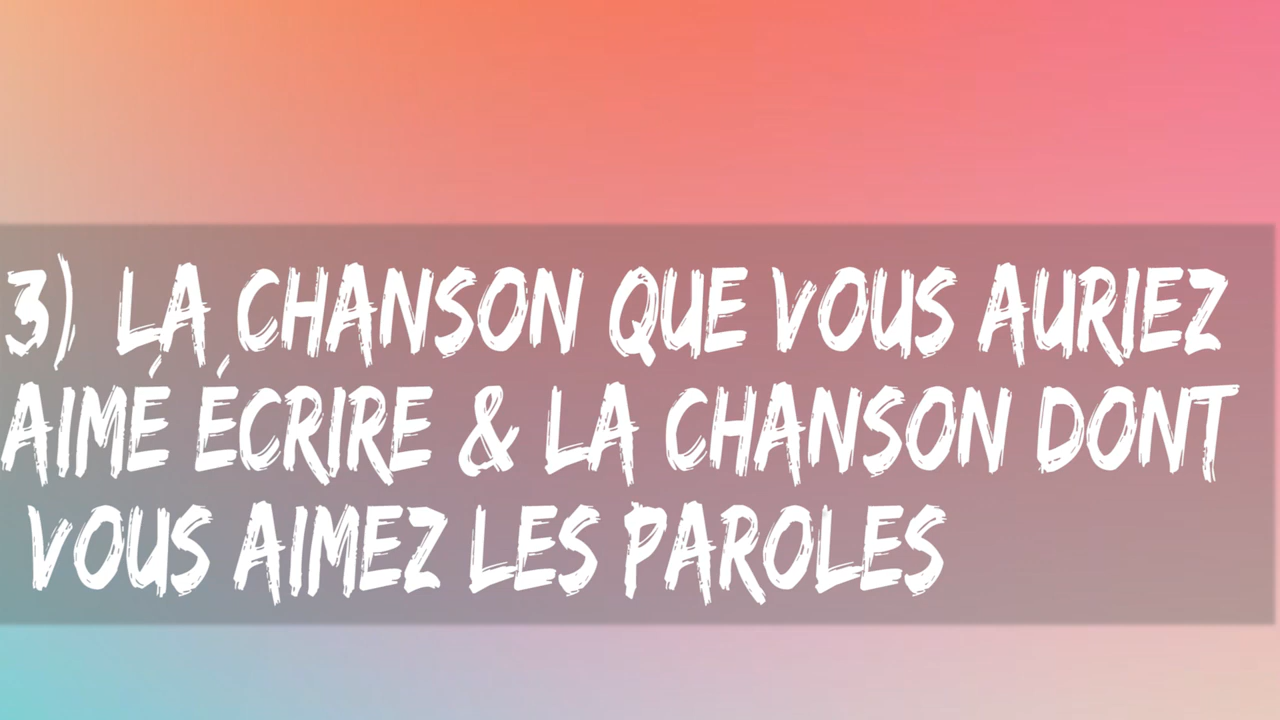 3) LA CHANSON QUE VOUS AURIEZ
AIMÉ ÉCRIRE & LA CHANSON DONT
VOUS AIMEZ LES PAROLES